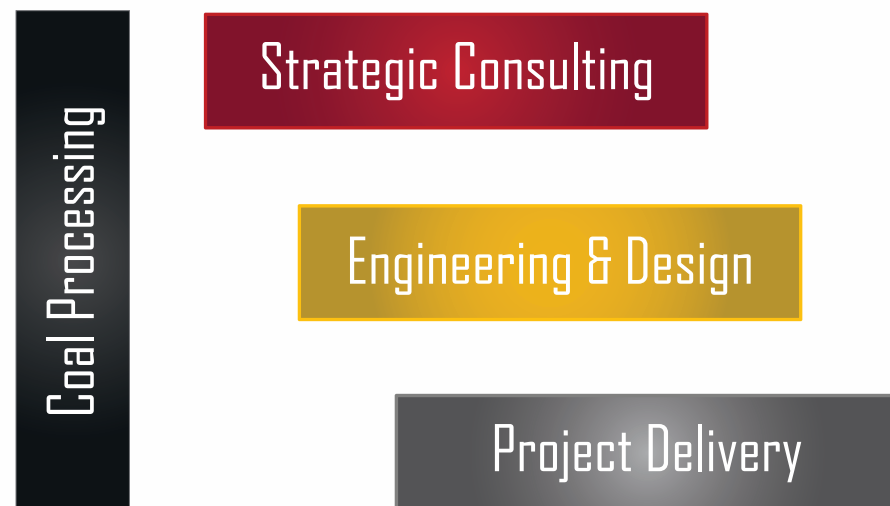 Coal Processing
Strategic Consulting
Engineering & Design
Project Delivery